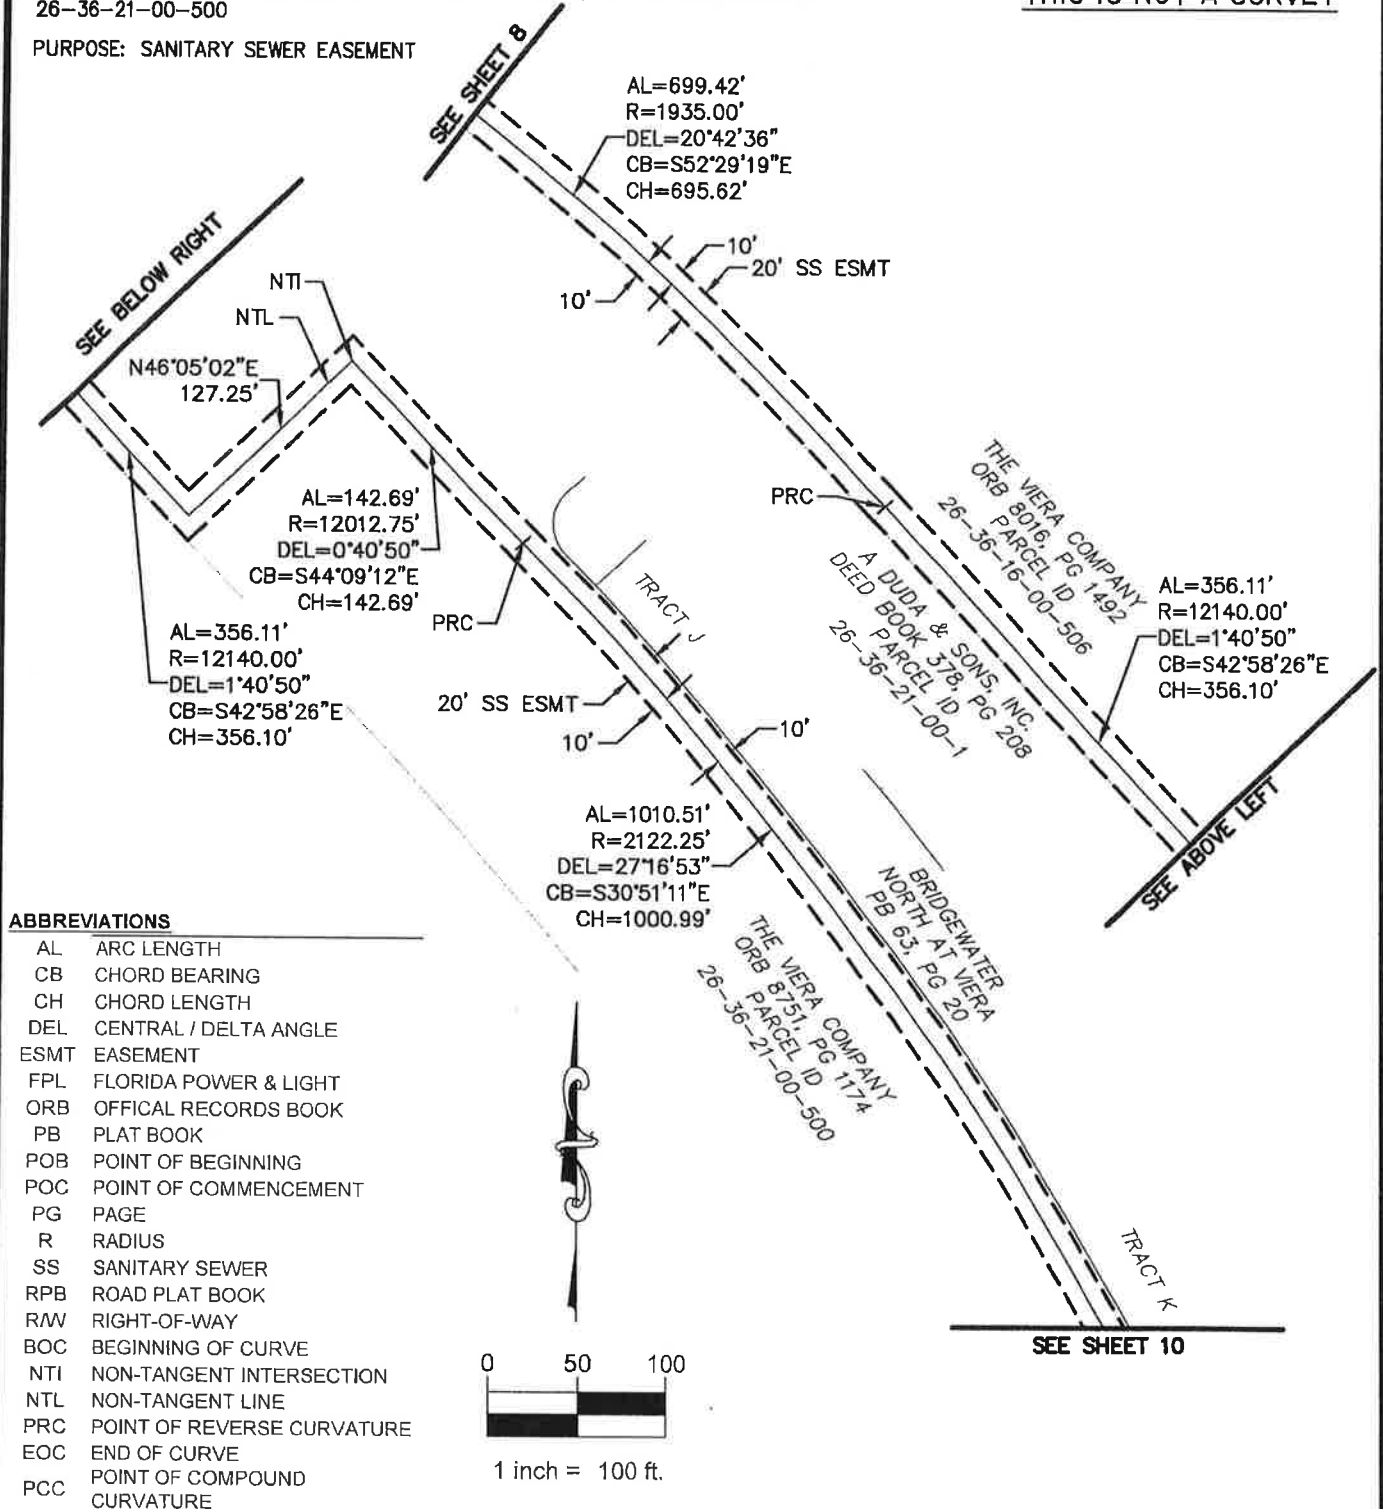 26-36-21-00-500
THIS IS NOT A SURVEY
PURPOSE: SANITARY SEWER EASEMENT
SEE SHEET 8
AL=699.42'
R=1935.00'
DEL=20°42'36"
CB=S52°29'19"E
CH=695.62'
10'
20' SS ESMT
10'
SEE BELOW RIGHT
NTI
NTL
N46°05'02"E
127.25'
AL=142.69'
R=12012.75'
DEL=0°40'50"
CB=S44°09'12"E
CH=142.69'
PRC
THE VIERA COMPANY
ORB 8016, PG 1492
PARCEL ID
26-36-16-00-506
A DUDA & SONS, INC.
DEED BOOK 378, PG 208
PARCEL ID
26-36-21-00-1
AL=356.11'
R=12140.00'
DEL=1°40'50"
CB=S42°58'26"E
CH=356.10'
SEE ABOVE LEFT
TRACT J
PRC
AL=356.11'
R=12140.00'
DEL=1°40'50"
CB=S42°58'26"E
CH=356.10'
20' SS ESMT
10'
10'
AL=1010.51'
R=2122.25'
DEL=27°16'53"
CB=S30°51'11"E
CH=1000.99'
BRIDGEWATER
NORTH AT VIERA
PB 63, PG 20
THE VIERA COMPANY
ORB 8751, PG 1174
PARCEL ID
26-36-21-00-500
TRACT K
SEE SHEET 10
ABBREVIATIONS
AL ARC LENGTH
CB CHORD BEARING
CH CHORD LENGTH
DEL CENTRAL / DELTA ANGLE
ESMT EASEMENT
FPL FLORIDA POWER & LIGHT
ORB OFFICAL RECORDS BOOK
PB PLAT BOOK
POB POINT OF BEGINNING
POC POINT OF COMMENCEMENT
PG PAGE
R RADIUS
SS SANITARY SEWER
RPB ROAD PLAT BOOK
R/W RIGHT-OF-WAY
BOC BEGINNING OF CURVE
NTI NON-TANGENT INTERSECTION
NTL NON-TANGENT LINE
PRC POINT OF REVERSE CURVATURE
EOC END OF CURVE
PCC POINT OF COMPOUND
CURVATURE
0 50 100
1 inch = 100 ft.